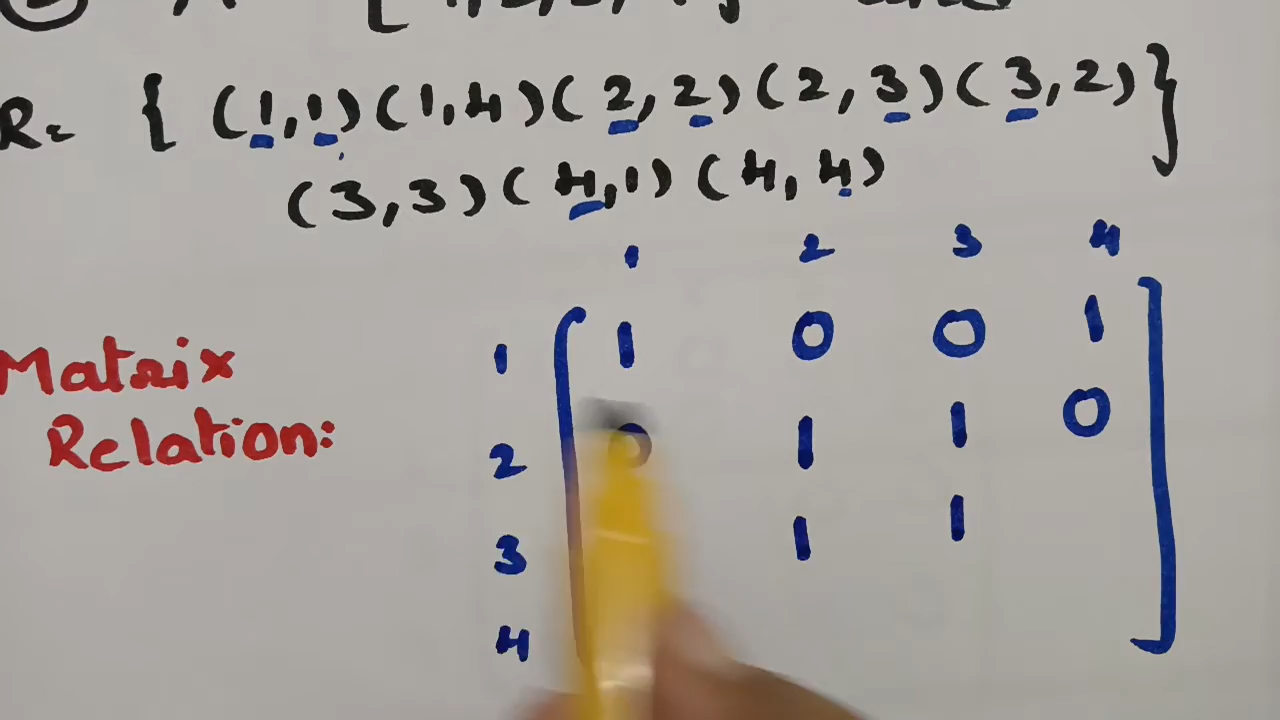 R= { (1,1)(1,4)(2,2)(2,3)(3,2)}
(3,3)(4,1)(4,4)
1 2 3 4
1 1 0 0 1
Matrix
2 0 1 1 0
Relation:
3 1 1
4